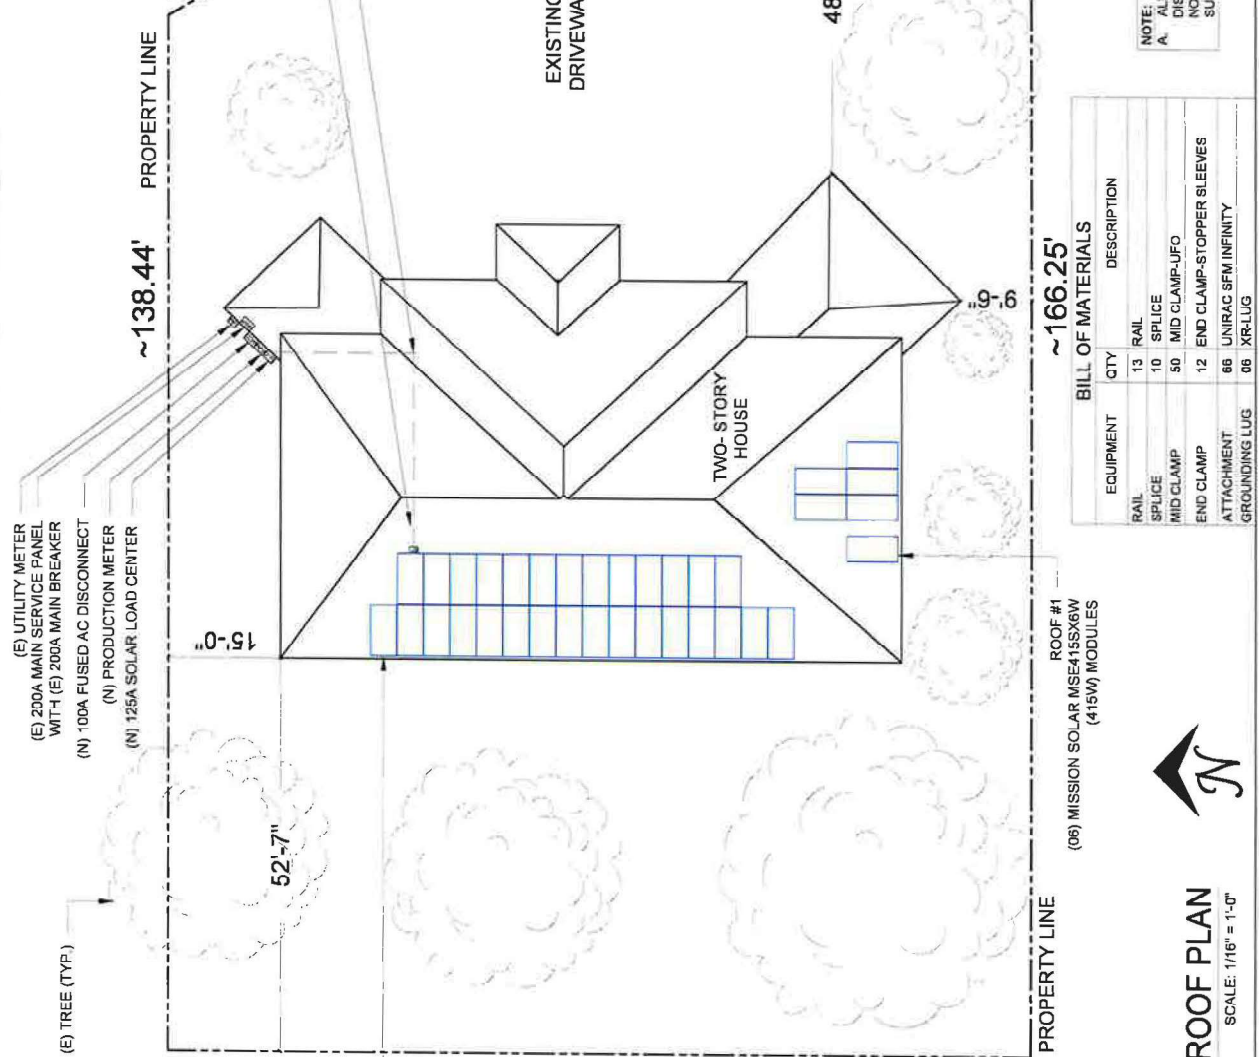 (E) UTILITY METER
(E) 200A MAIN SERVICE PANEL
WITH (E) 200A MAIN BREAKER
(N) 100A FUSED AC DISCONNECT
(N) PRODUCTION METER
(N) 125A SOLAR LOAD CENTER
(E) TREE (TYP.)
~138.44'
PROPERTY LINE
EXISTING
DRIVEWA
48
15'-0"
52'-7"
9'-6"
TWO- STORY
HOUSE
PROPERTY LINE
~166.25'
ROOF #1
(06) MISSION SOLAR MSE415SX6W
(415W) MODULES
BILL OF MATERIALS
EQUIPMENT QTY DESCRIPTION
RAIL 13 RAIL
SPLICE 10 SPLICE
MID CLAMP 50 MID CLAMP-UFO
END CLAMP 12 END CLAMP-STOPPER SLEEVES
ATTACHMENT 66 UNIRAC SFM INFINITY
GROUNDING LUG 06 XR-LUG
NOTE:
A. AL
DIS
NO
SU
N
ROOF PLAN
SCALE: 1/16" = 1'-0"